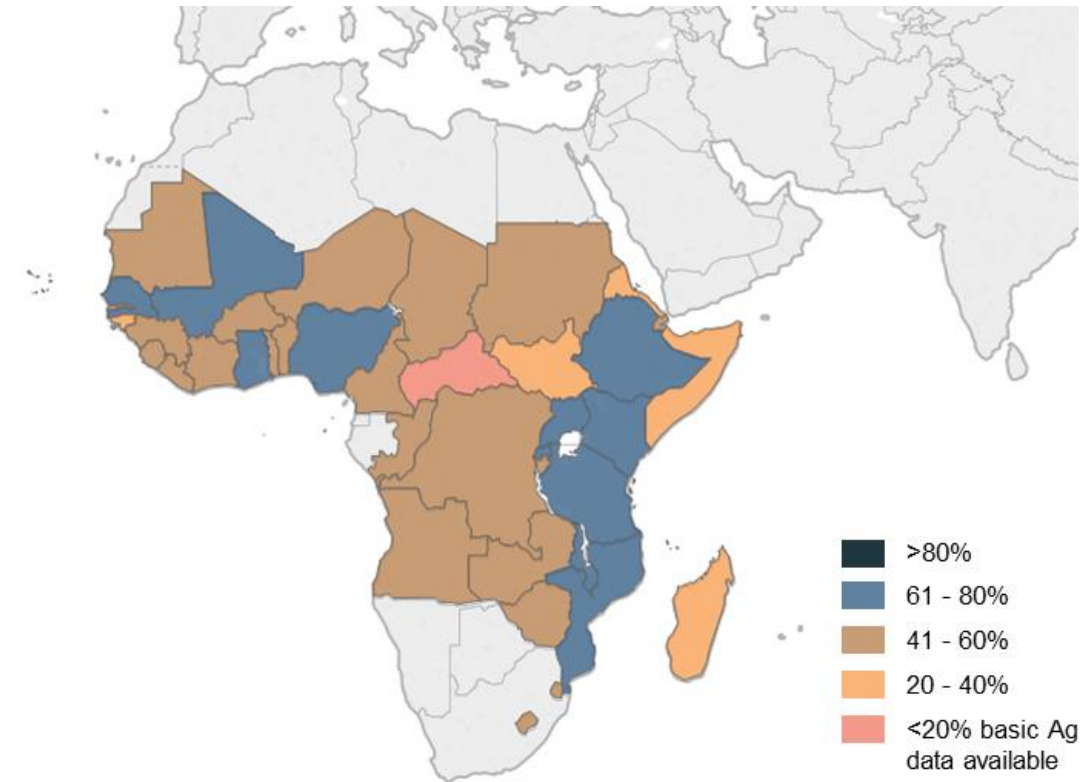 >80%
61 - 80%
41 - 60%
20 - 40%
<20% basic Ag
data available